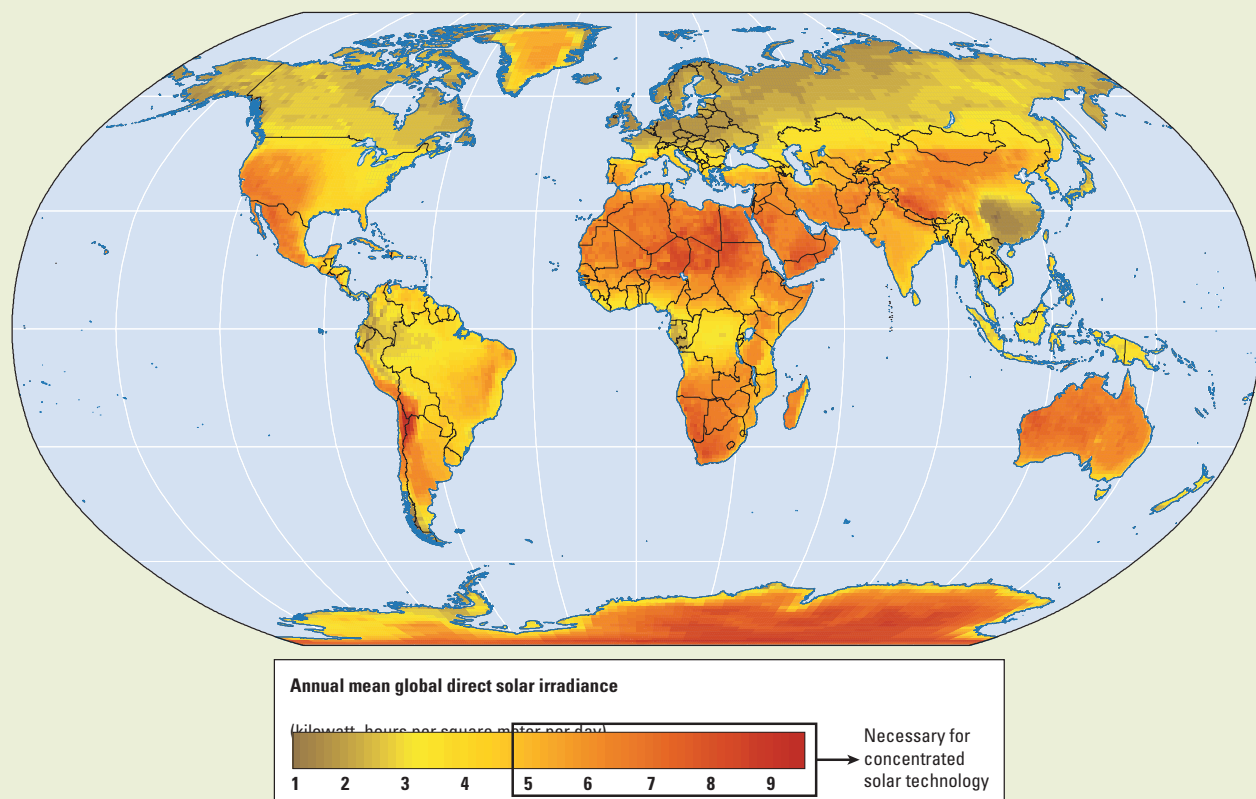 Annual mean global direct solar irradiance
(kilowatt-hours per square meter per day)
1 2 3 4 5 6 7 8 9
Necessary for
concentrated
solar technology